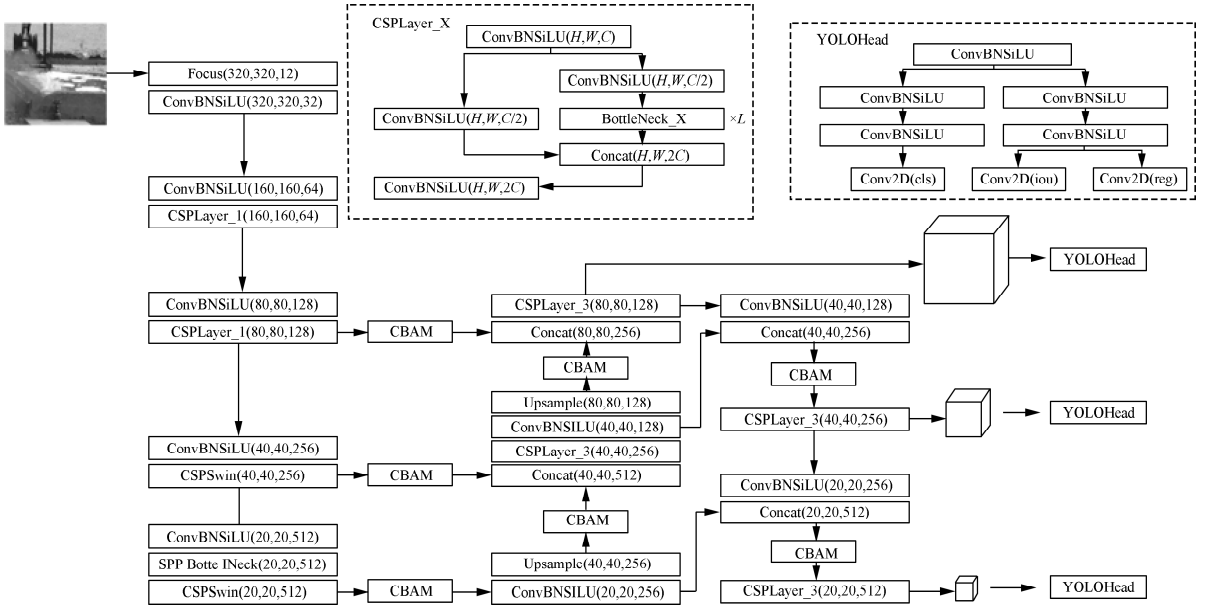 CSPLayer_X
ConvBNSiLU(H,W,C)
ConvBNSiLU(H,W,C/2)
ConvBNSiLU(H,W,C/2)
BottleNeck_X
×L
Concat(H,W,2C)
ConvBNSiLU(H,W,2C)
YOLOHead
ConvBNSiLU
ConvBNSiLU
ConvBNSiLU
ConvBNSiLU
ConvBNSiLU
Conv2D(cls)
Conv2D(iou)
Conv2D(reg)
Focus(320,320,12)
ConvBNSiLU(320,320,32)
ConvBNSiLU(160,160,64)
CSPLayer_1(160,160,64)
ConvBNSiLU(80,80,128)
CSPLayer_1(80,80,128)
ConvBNSiLU(40,40,256)
CSPSwin(40,40,256)
ConvBNSiLU(20,20,512)
SPP Botte INeck(20,20,512)
CSPSwin(20,20,512)
CBAM
CBAM
CBAM
CSPLayer_3(80,80,128)
Concat(80,80,256)
CBAM
Upsample(80,80,128)
ConvBNSILU(40,40,128)
CSPLayer_3(40,40,256)
Concat(40,40,512)
CBAM
Upsample(40,40,256)
ConvBNSILU(20,20,256)
ConvBNSiLU(40,40,128)
Concat(40,40,256)
CBAM
CSPLayer_3(40,40,256)
ConvBNSiLU(20,20,256)
Concat(20,20,512)
CBAM
CSPLayer_3(20,20,512)
YOLOHead
YOLOHead
YOLOHead